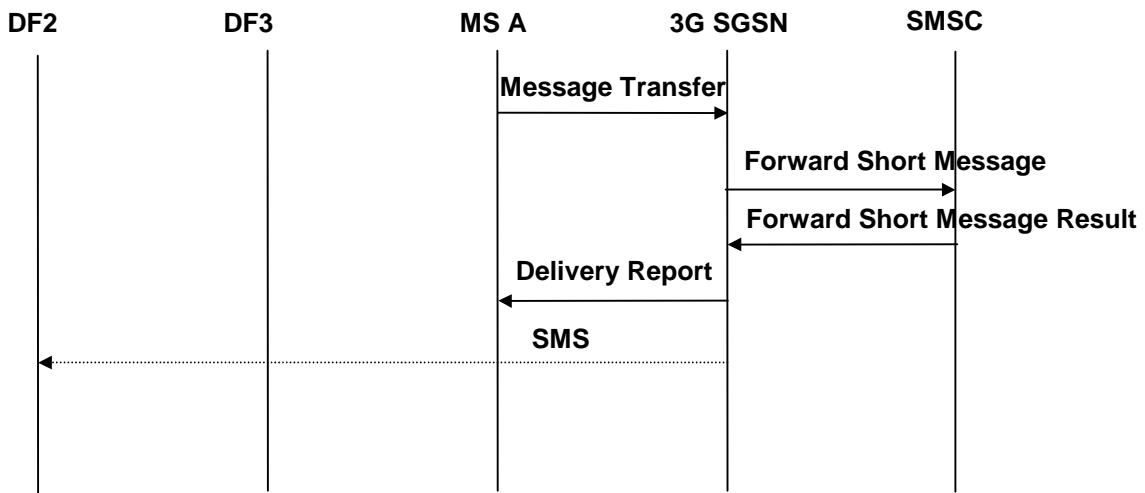 DF2 DF3 MS A 3G SGSN SMSC
Message Transfer
Forward Short Message
Forward Short Message Result
Delivery Report
SMS